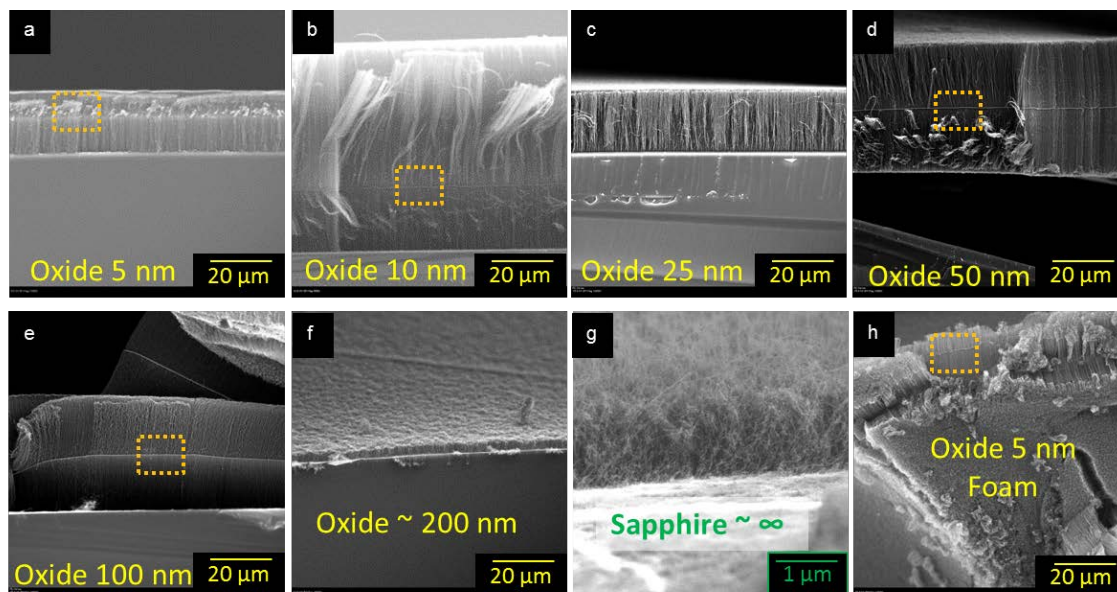 a
Oxide 5 nm
20 µm
b
Oxide 10 nm
20 µm
c
Oxide 25 nm
20 µm
d
Oxide 50 nm
20 µm
e
Oxide 100 nm
20 µm
f
Oxide ~ 200 nm
20 µm
g
Sapphire ~ ∞
1 µm
h
Oxide 5 nm
Foam
20 µm